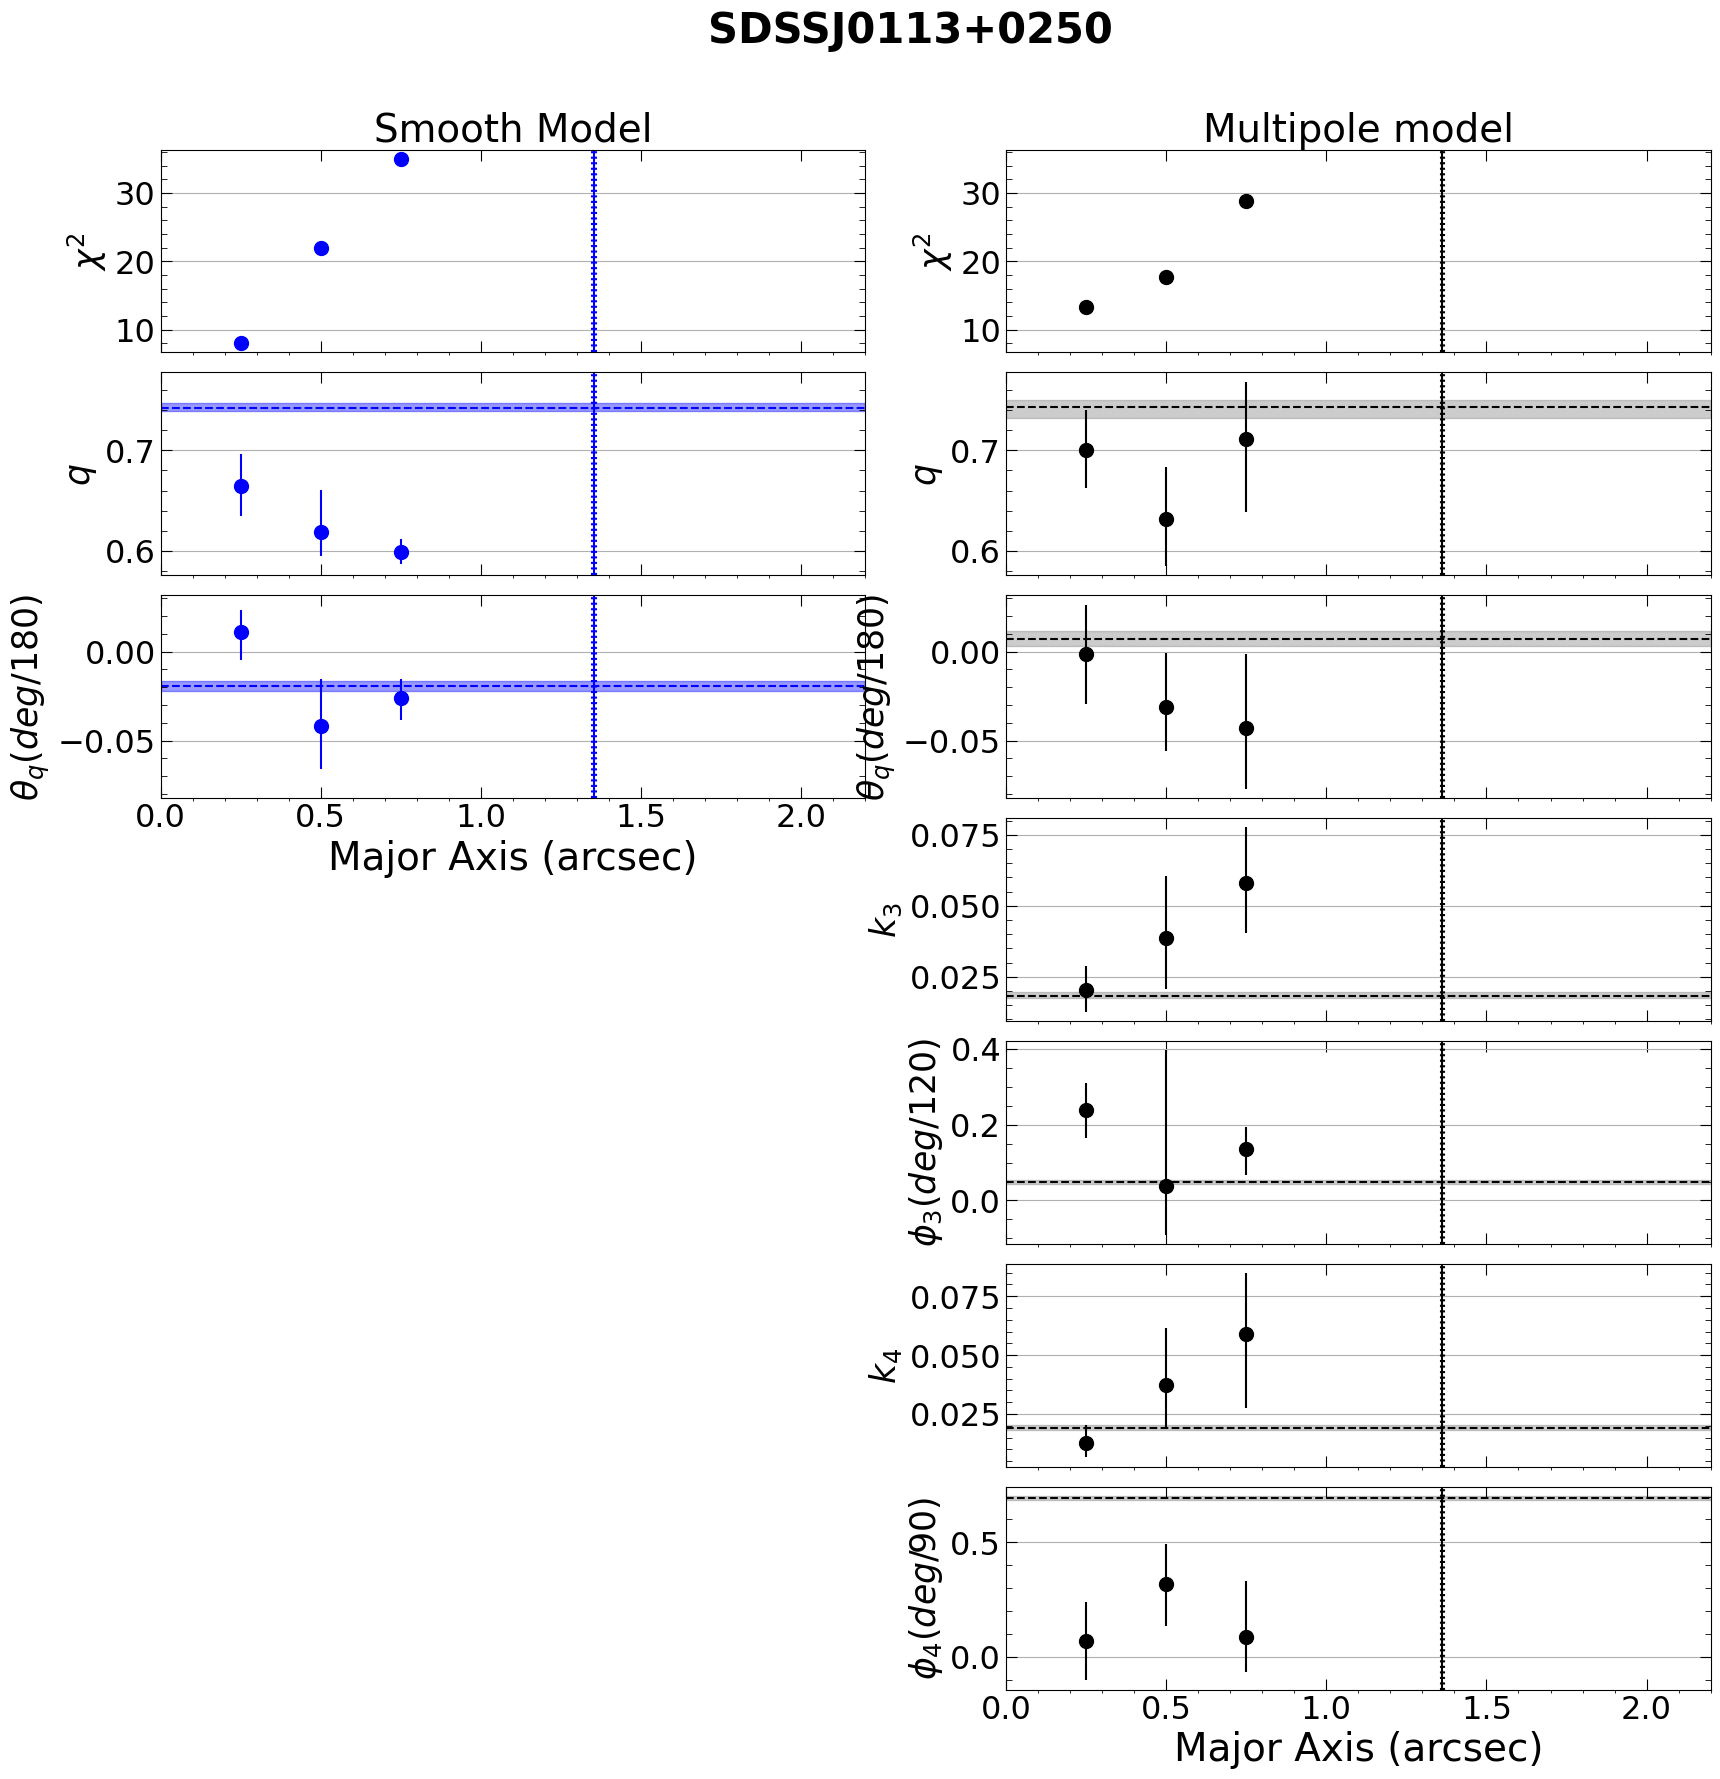 SDSSJ0113+0250
Smooth Model
Multipole model
30
20
10
χ²
30
20
10
χ²
0.7
0.6
q
0.7
0.6
q
0.00
−0.05
θ_q(deg/180)
0.00
−0.05
θ_q(deg/180)
0.0 0.5 1.0 1.5 2.0
Major Axis (arcsec)
0.075
0.050
0.025
k₃
0.4
0.2
0.0
ϕ₃(deg/120)
0.075
0.050
0.025
k₄
0.5
0.0
ϕ₄(deg/90)
0.0 0.5 1.0 1.5 2.0
Major Axis (arcsec)